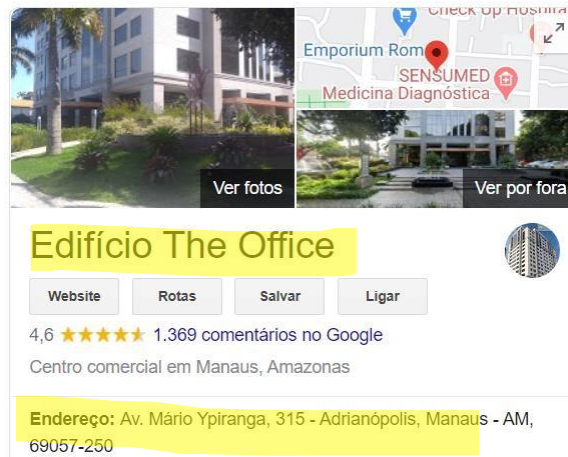 Check Up Hospita
Emporium Rom
SENSUMED
Medicina Diagnóstica
Ver fotos
Ver por fora
Edifício The Office
Website
Rotas
Salvar
Ligar
4,6 1.369 comentários no Google
Centro comercial em Manaus, Amazonas
Endereço: Av. Mário Ypiranga, 315 - Adrianópolis, Manaus - AM,
69057-250